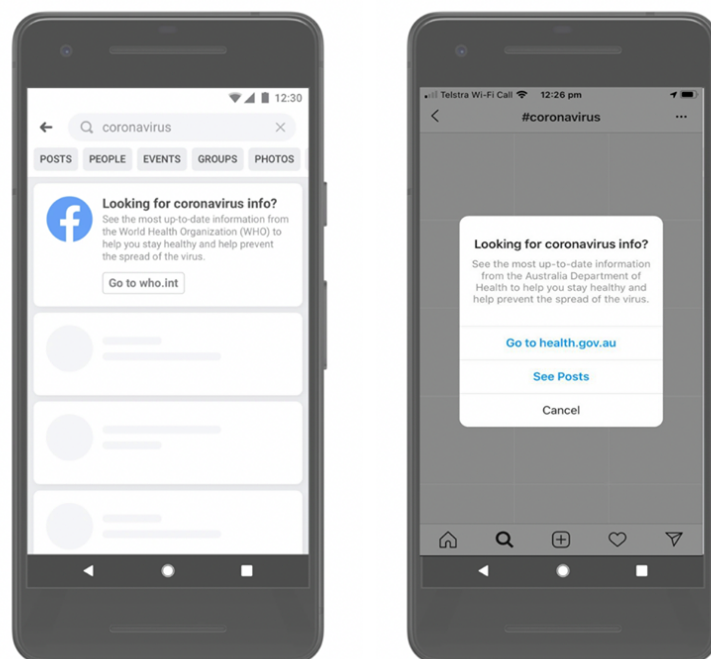 12:30
coronavirus
POSTS PEOPLE EVENTS GROUPS PHOTOS
Looking for coronavirus info?
See the most up-to-date information from
the World Health Organization (WHO) to
help you stay healthy and help prevent
the spread of the virus.
Go to who.int
Telstra Wi-Fi Call 12:26 pm
#coronavirus
Looking for coronavirus info?
See the most up-to-date information
from the Australia Department of
Health to help you stay healthy and
help prevent the spread of the virus.
Go to health.gov.au
See Posts
Cancel